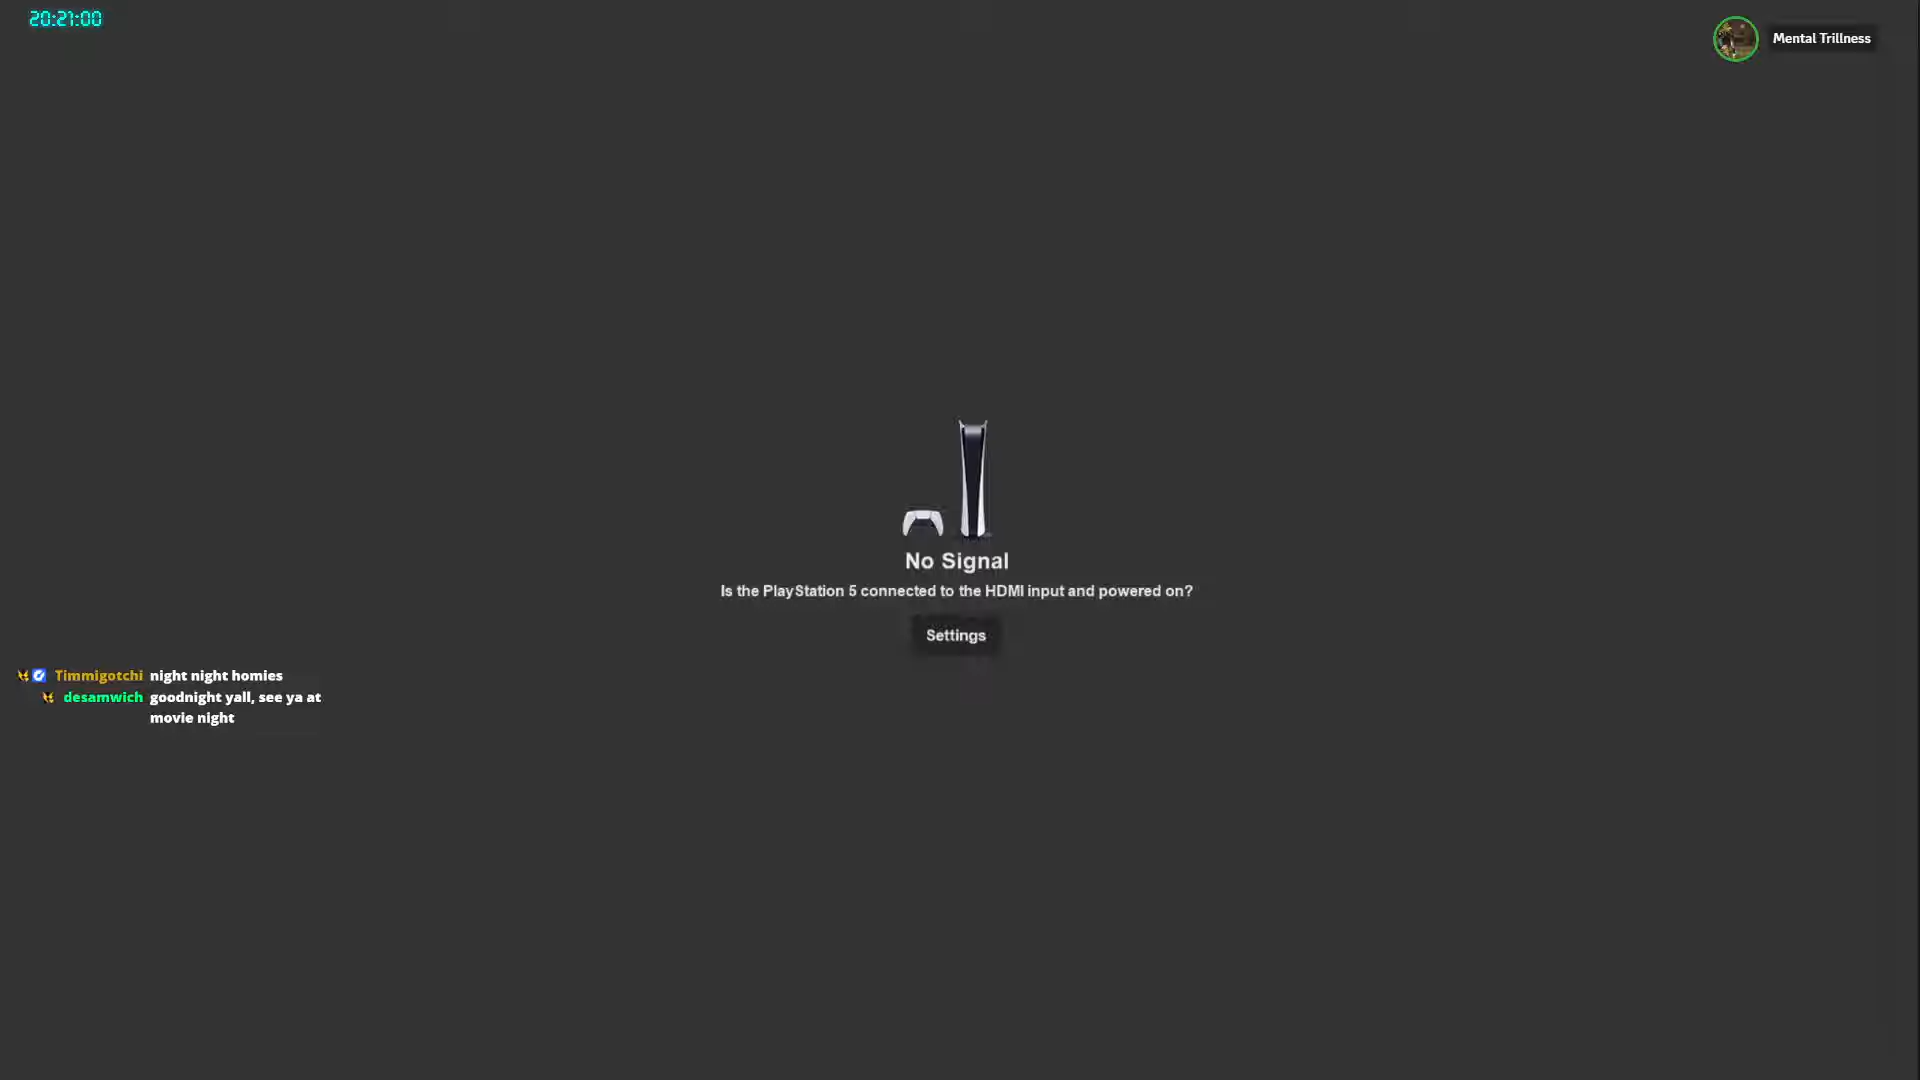 20:21:00
Mental Trillness
No Signal
Is the PlayStation 5 connected to the HDMI input and powered on?
Settings
Timmigotchi night night homies
desamwich goodnight yall, see ya at
movie night